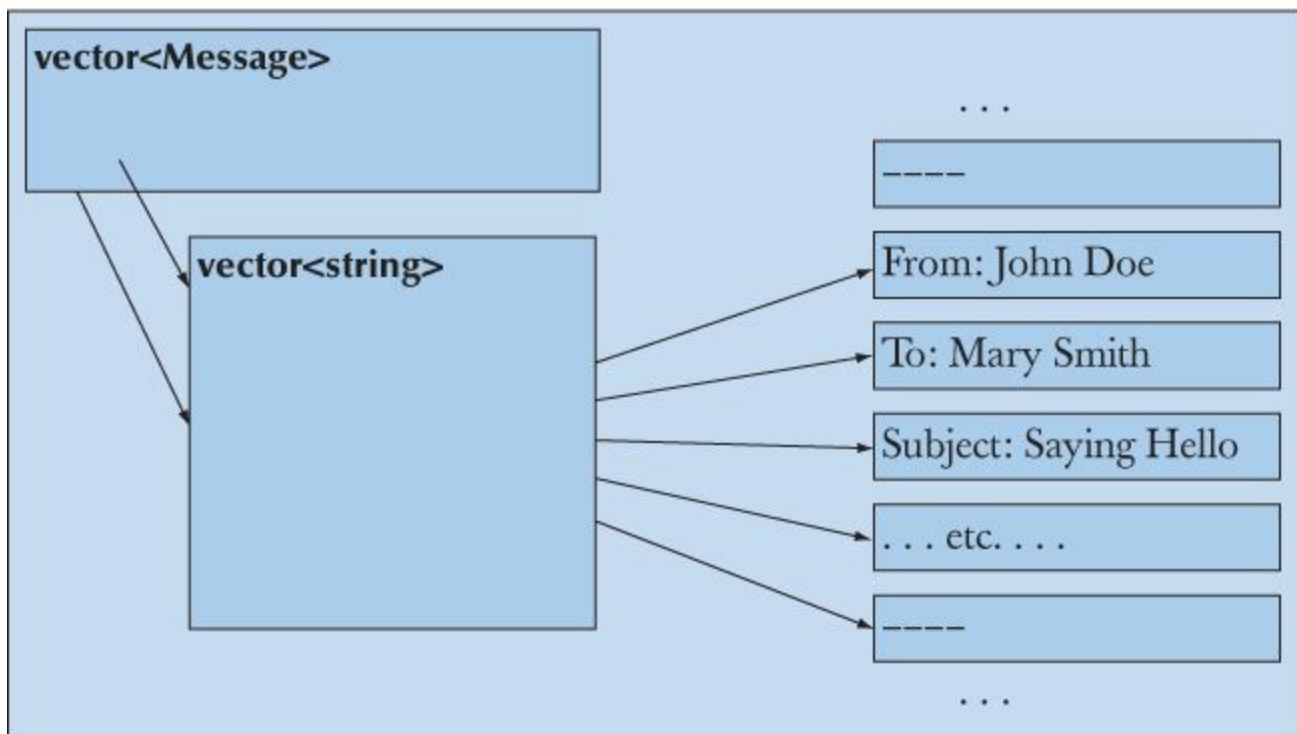 vector<Message>
vector<string>
. . .
----
From: John Doe
To: Mary Smith
Subject: Saying Hello
. . . etc. . . .
----
. . .